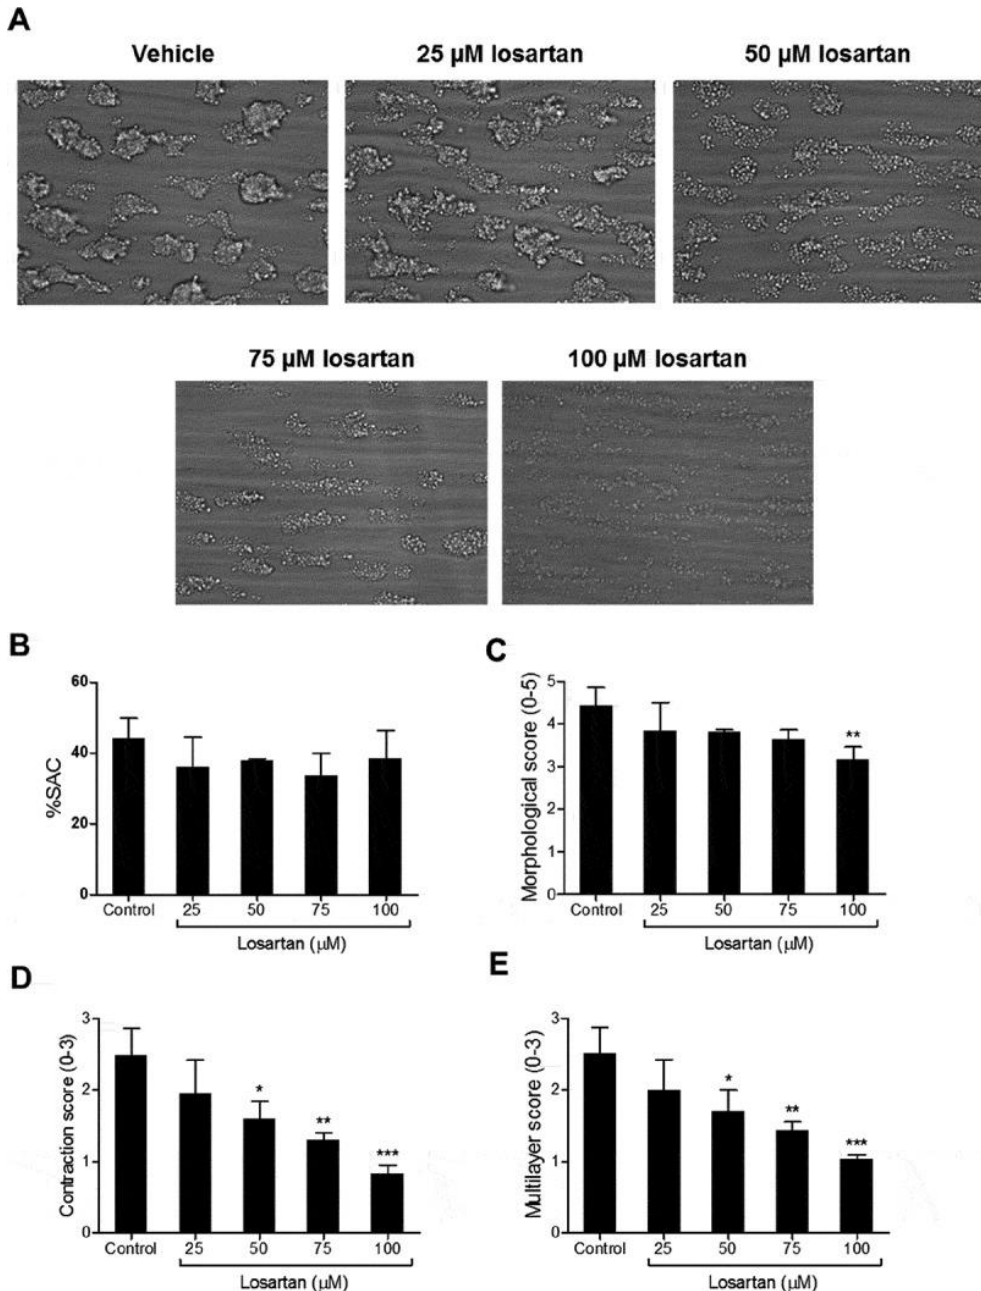 A
Vehicle
25 µM losartan
50 µM losartan
75 µM losartan
100 µM losartan
B
%SAC
60
40
20
0
Control
25
50
75
100
Losartan (µM)
C
Morphological score (0-5)
5
4
3
2
1
0
**
Control
25
50
75
100
Losartan (µM)
D
Contraction score (0-3)
3
2
1
0
*
**
***
Control
25
50
75
100
Losartan (µM)
E
Multilayer score (0-3)
3
2
1
0
*
**
***
Control
25
50
75
100
Losartan (µM)